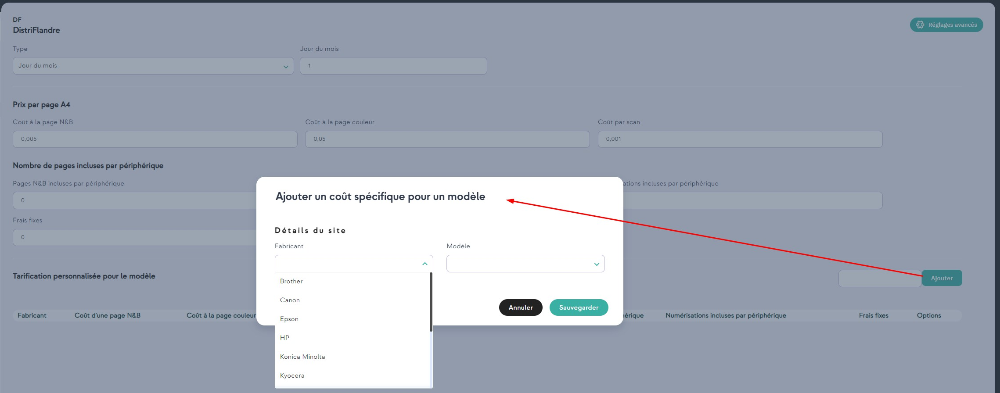 DF
DistriFlandre
Réglages avancés
Type
Jour du mois
Jour du mois
1
Prix par page A4
Coût à la page N&B
Coût à la page couleur
Coût par scan
0,005
0,05
0,001
Nombre de pages incluses par périphérique
Pages N&B incluses par périphérique
incluses par périphérique
0
Frais fixes
0
Ajouter un coût spécifique pour un modèle
Détails du site
Fabricant
Modèle
Brother
Canon
Epson
HP
Konica Minolta
Kyocera
Annuler
Sauvegarder
Tarification personnalisée pour le modèle
Ajouter
Fabricant
Coût d'une page N&B
Coût à la page couleur
Numérisations incluses par périphérique
Frais fixes
Options